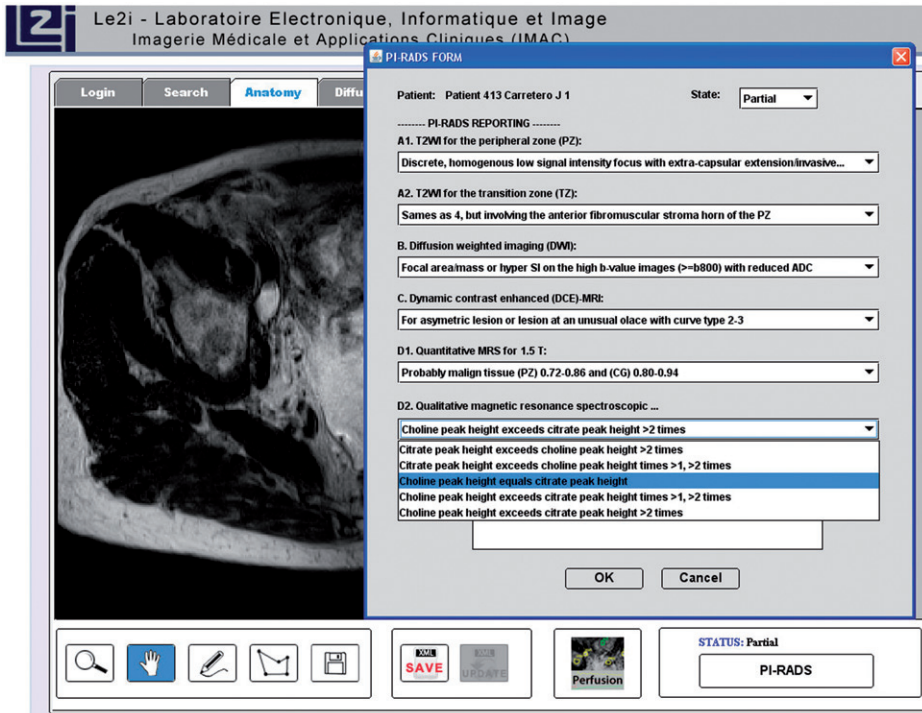 Le2i - Laboratoire Electronique, Informatique et Image
Imagerie Médicale et Applications Cliniques (IMAC)
PI-RADS FORM
Login Search Anatomy Diffu
Patient: Patient 413 Carretero J 1 State: Partial
-------- PI-RADS REPORTING --------
A1. T2WI for the peripheral zone (PZ):
Discrete, homogenous low signal intensity focus with extra-capsular extension/invasive...
A2. T2WI for the transition zone (TZ):
Sames as 4, but involving the anterior fibromuscular stroma horn of the PZ
B. Diffusion weighted imaging (DWI):
Focal area/mass or hyper SI on the high b-value images (>=b800) with reduced ADC
C. Dynamic contrast enhanced (DCE)-MRI:
For asymetric lesion or lesion at an unusual olace with curve type 2-3
D1. Quantitative MRS for 1.5 T:
Probably malign tissue (PZ) 0.72-0.86 and (CG) 0.80-0.94
D2. Qualitative magnetic resonance spectroscopic ...
Choline peak height exceeds citrate peak height >2 times
Citrate peak height exceeds choline peak height >2 times
Citrate peak height exceeds choline peak height times >1, >2 times
Choline peak height equals citrate peak height
Choline peak height exceeds citrate peak height times >1, >2 times
Choline peak height exceeds citrate peak height >2 times
OK Cancel
XML
SAVE
XML
UPDATE
Perfusion
STATUS: Partial
PI-RADS